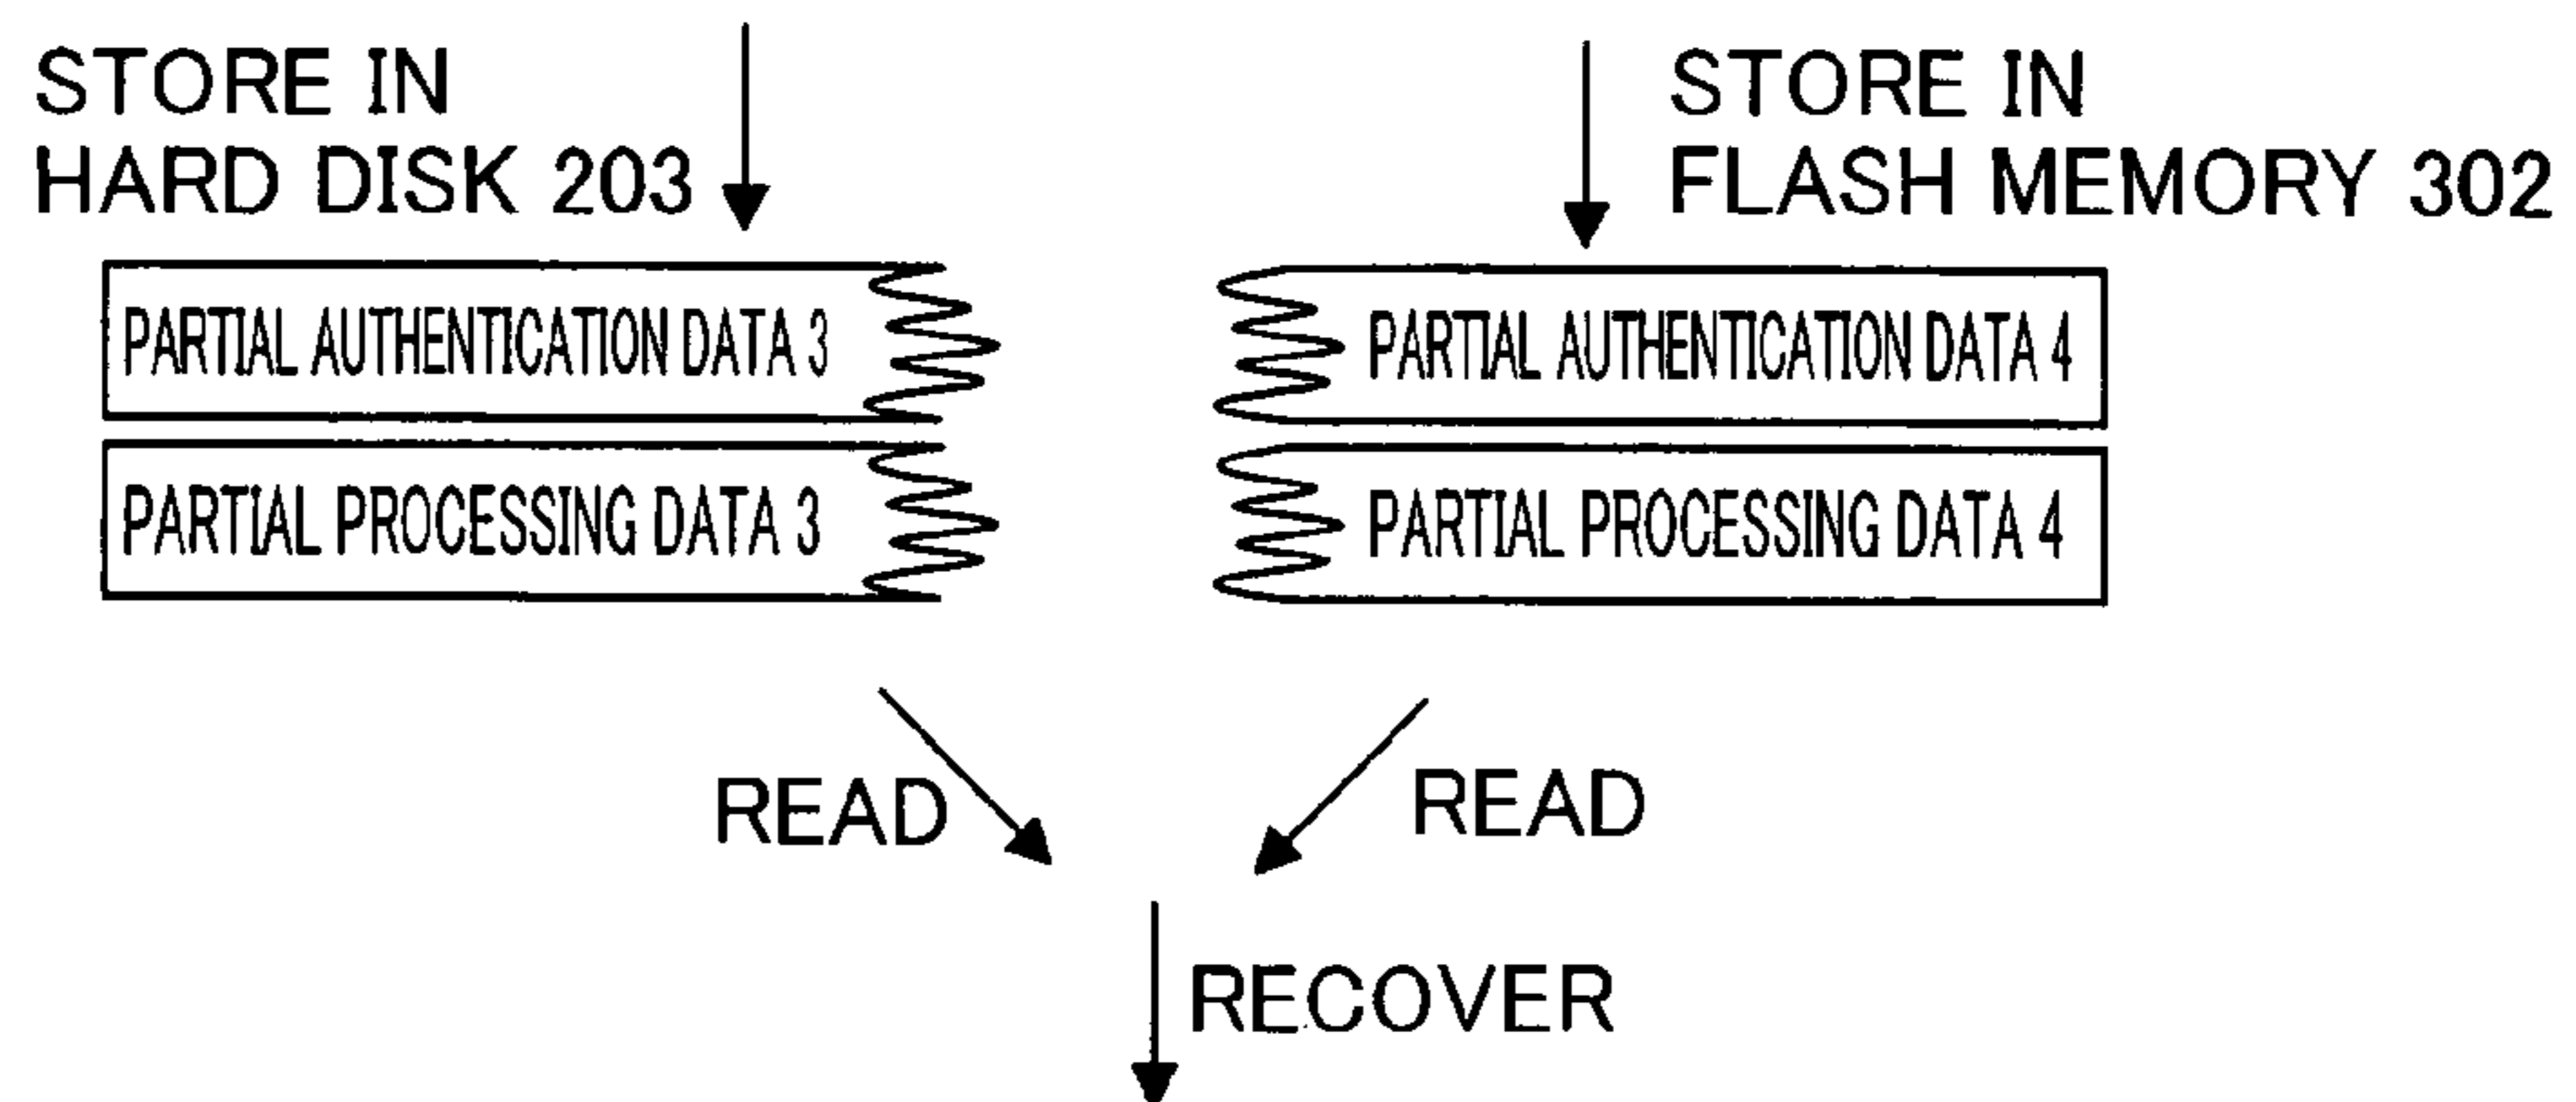 STORE IN
HARD DISK 203
STORE IN
FLASH MEMORY 302
PARTIAL AUTHENTICATION DATA 3
PARTIAL AUTHENTICATION DATA 4
PARTIAL PROCESSING DATA 3
PARTIAL PROCESSING DATA 4
READ
READ
RECOVER